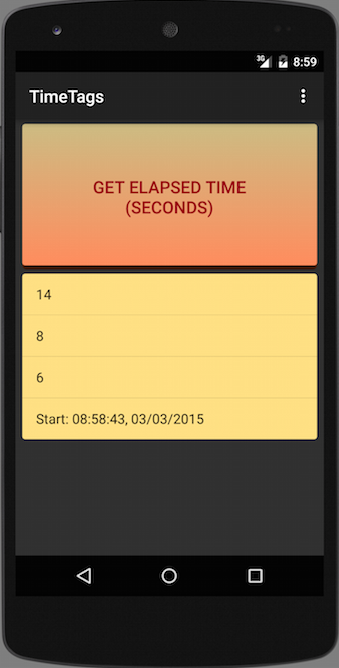 3G 8:59
TimeTags
GET ELAPSED TIME
(SECONDS)
14
8
6
Start: 08:58:43, 03/03/2015